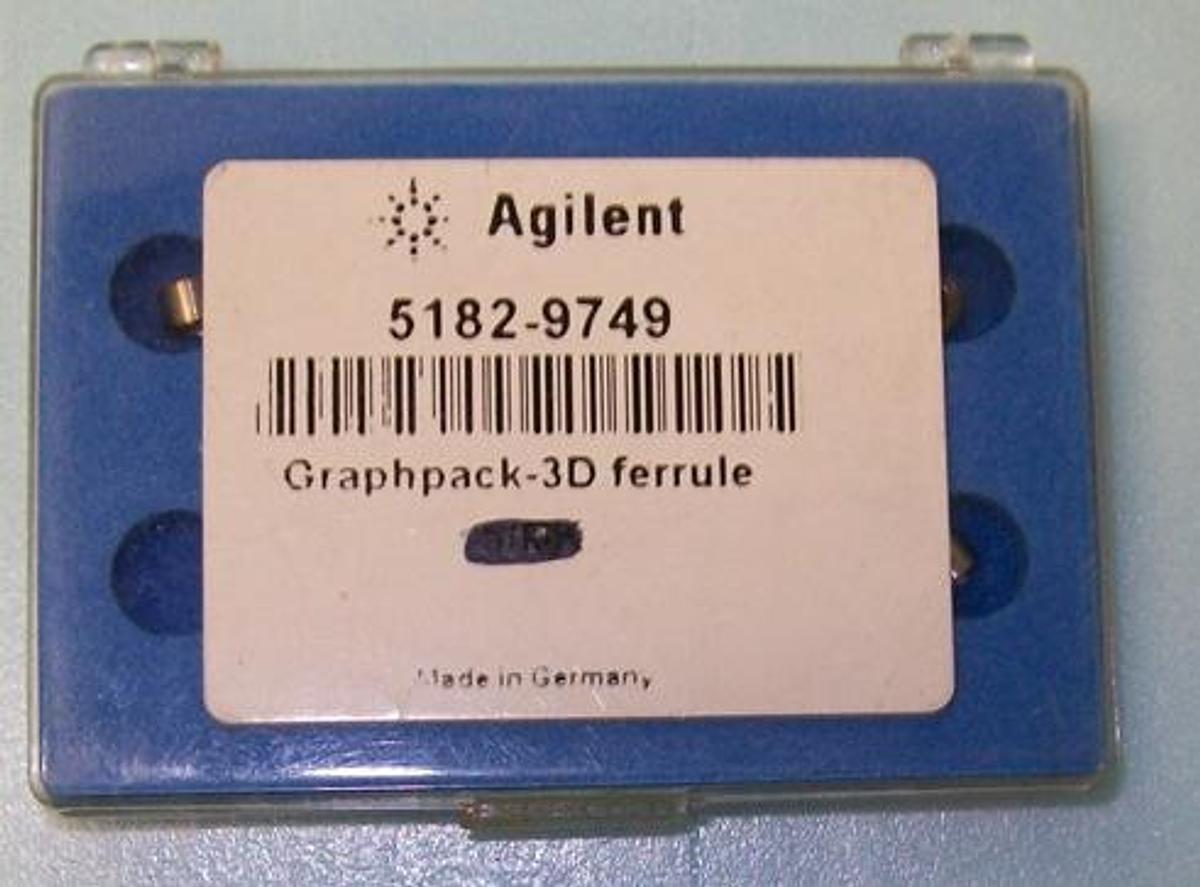 Agilent
5182-9749
Graphpack-3D ferrule
Made in Germany